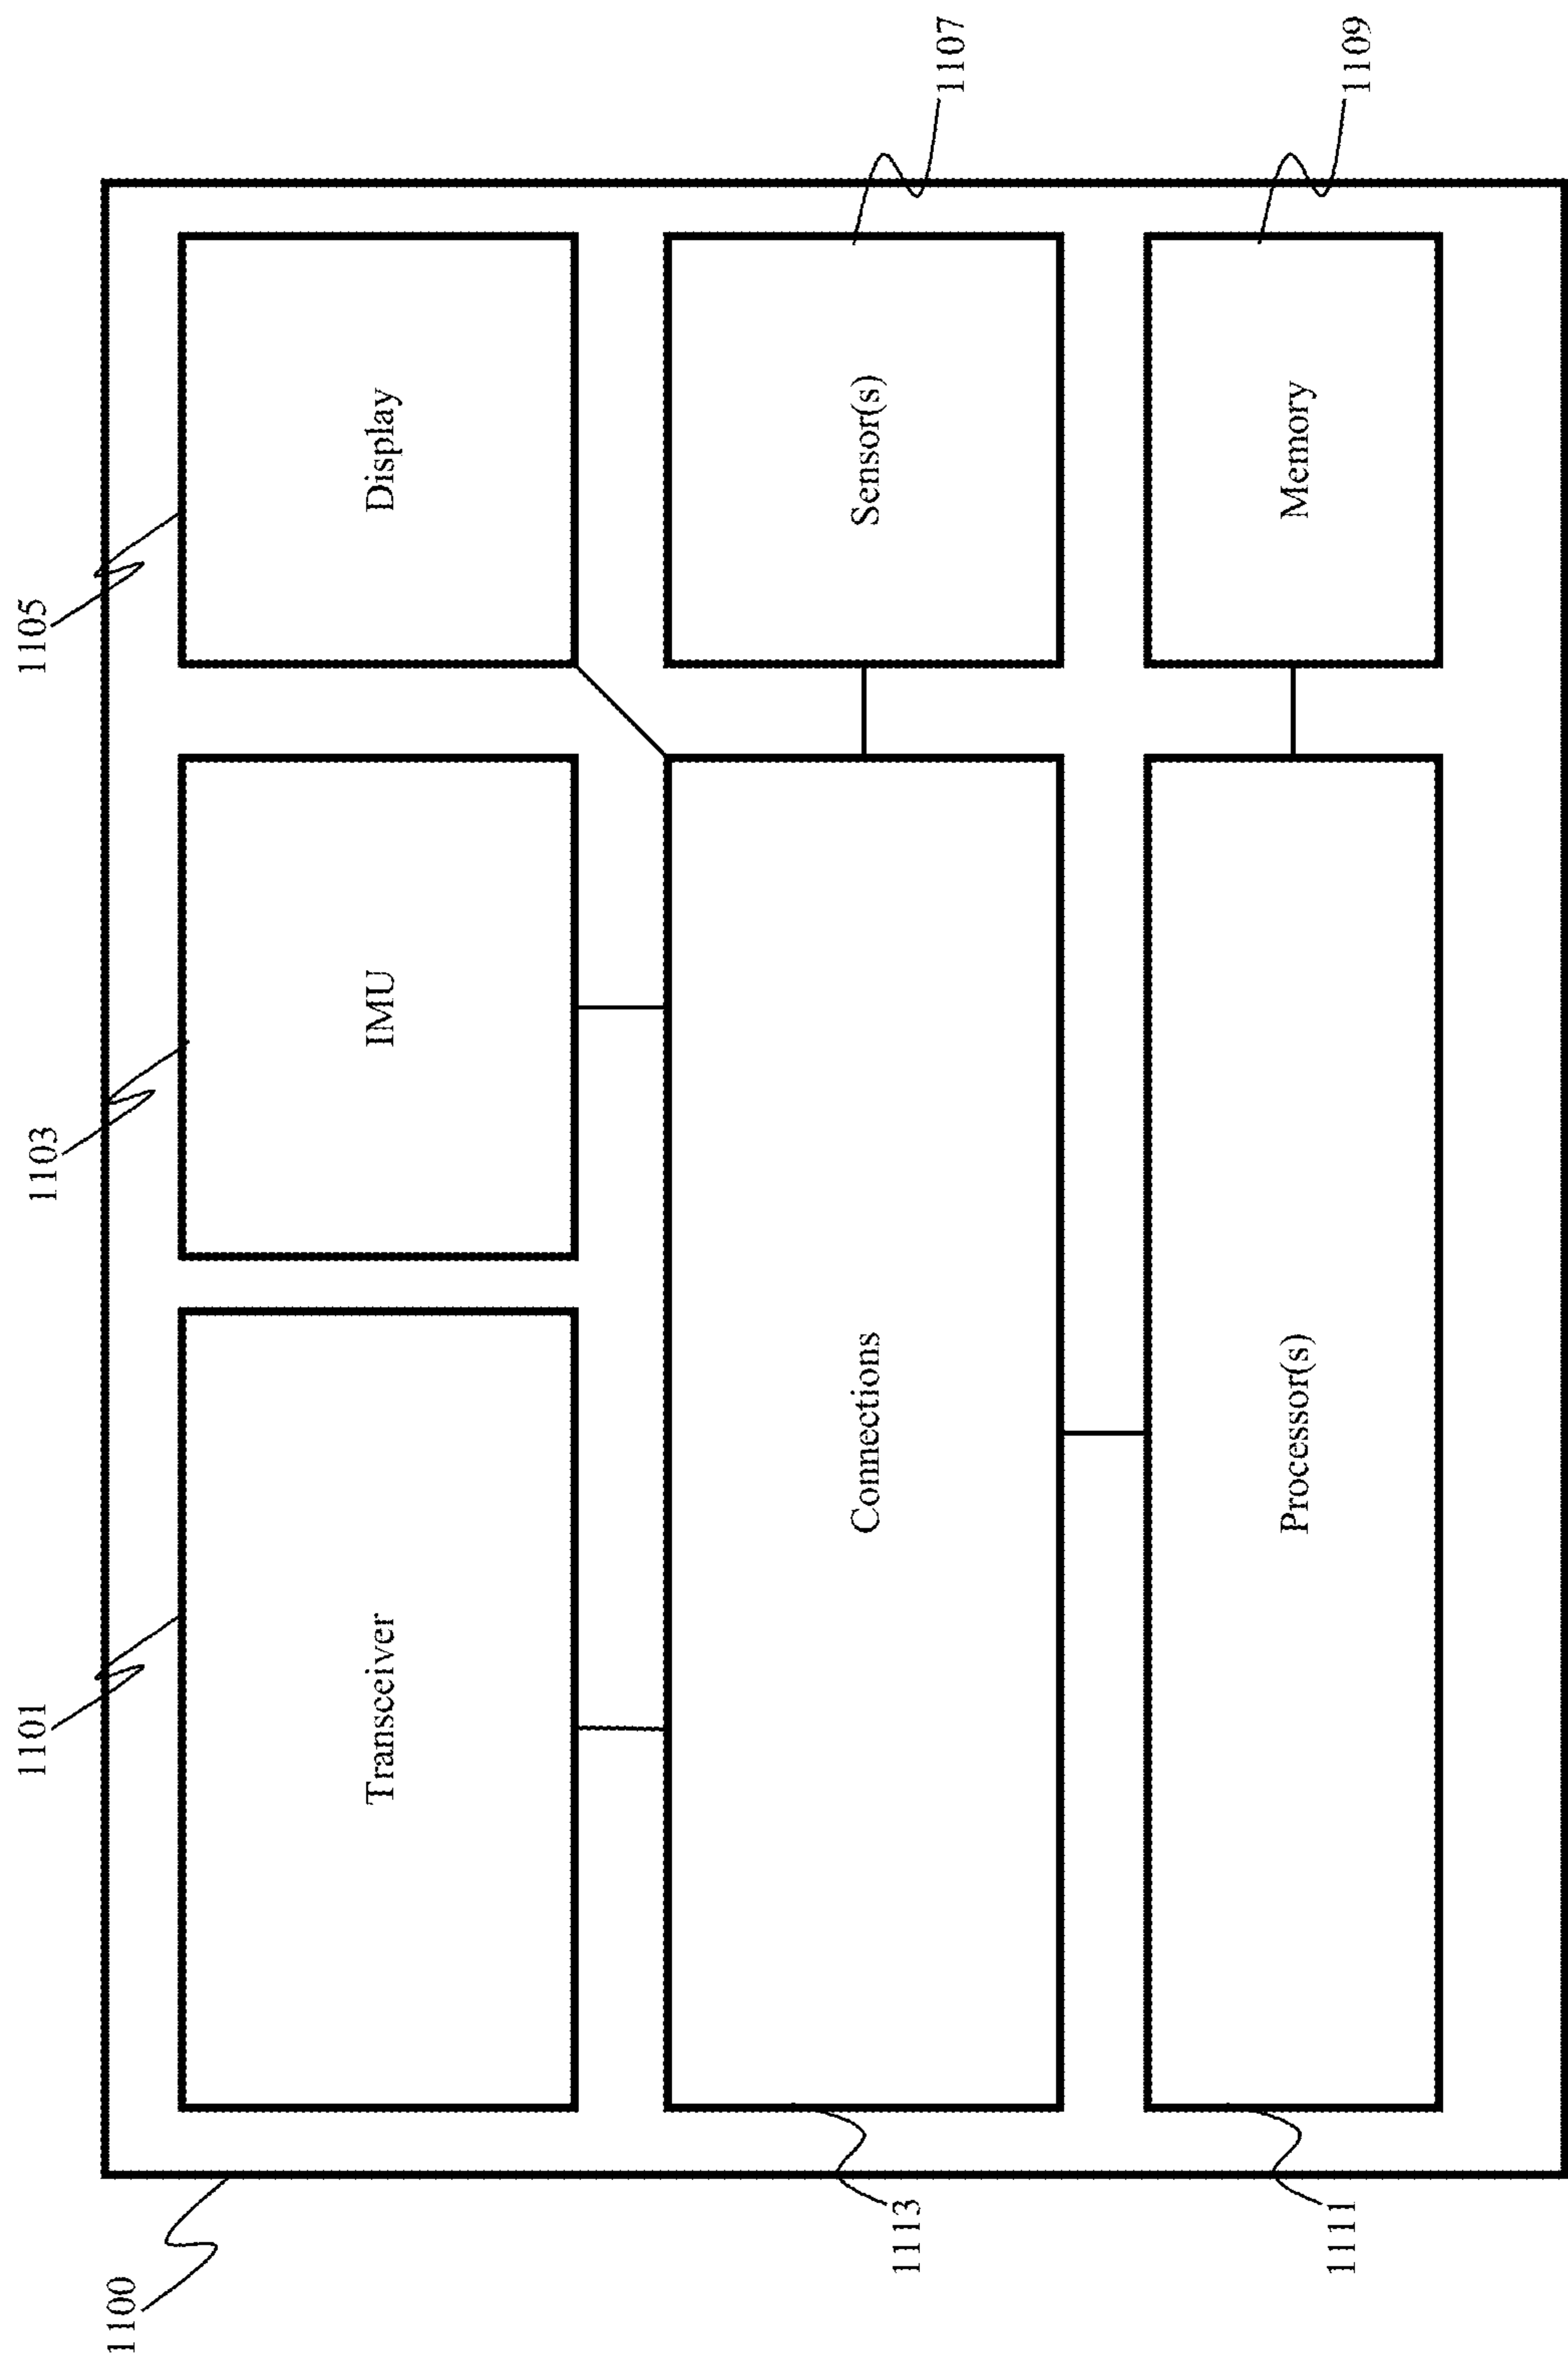 1100
1101
1103
1105
Transceiver
IMU
Display
1113
Connections
Sensor(s)
1107
1111
Processor(s)
Memory
1109